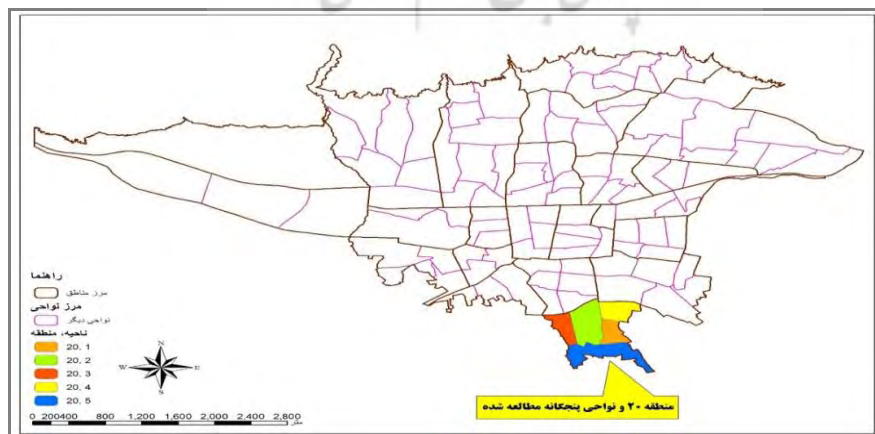 راهنما
مرز مناطق
مرز نواحی
نواحی دیگر
ناحیه، منطقه
20, 1
20, 2
20, 3
20, 4
20, 5
N
W
E
S
0 200400 800 1,200 1,600 2,000 2,400 2,800
متر
منطقه ۲۰ و نواحی پنجگانه مطالعه شده